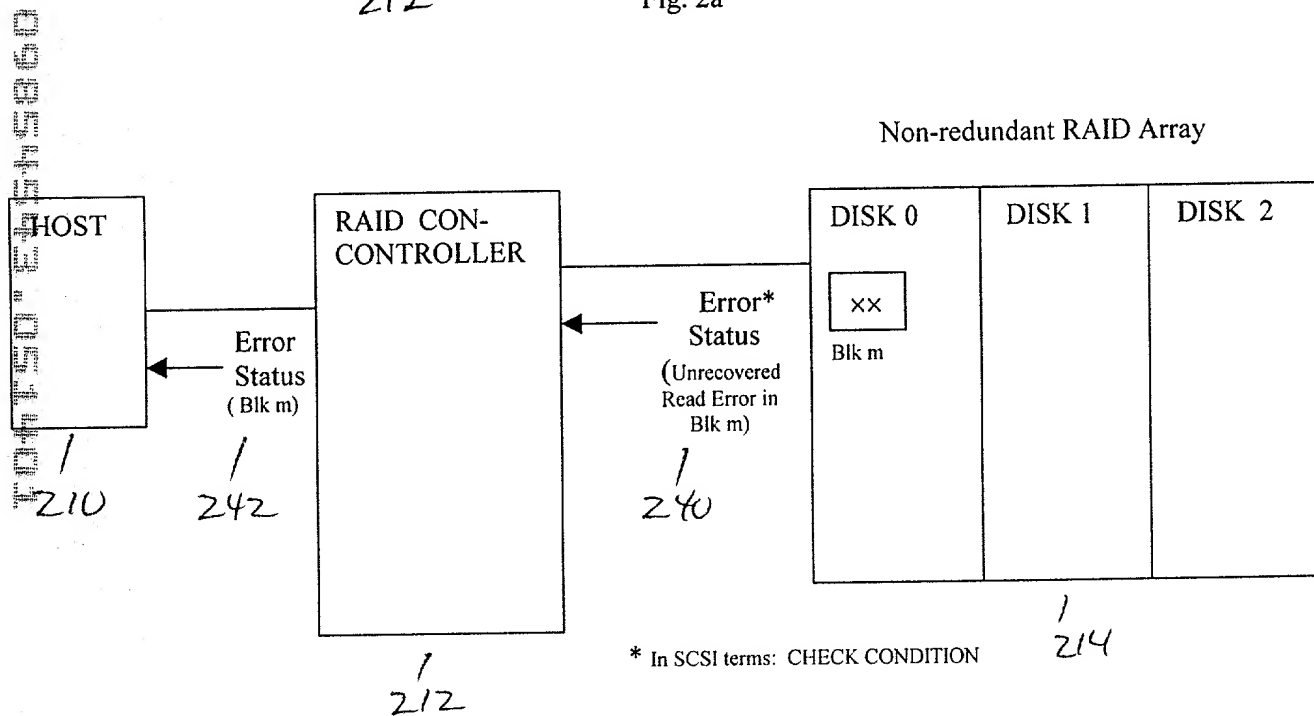 212
Fig. 2a
09854513.051401
Non-redundant RAID Array
HOST
RAID CON-
CONTROLLER
DISK 0
DISK 1
DISK 2
xx
Blk m
Error
Status
( Blk m)
Error*
Status
(Unrecovered
Read Error in
Blk m)
210
242
240
214
* In SCSI terms: CHECK CONDITION
212